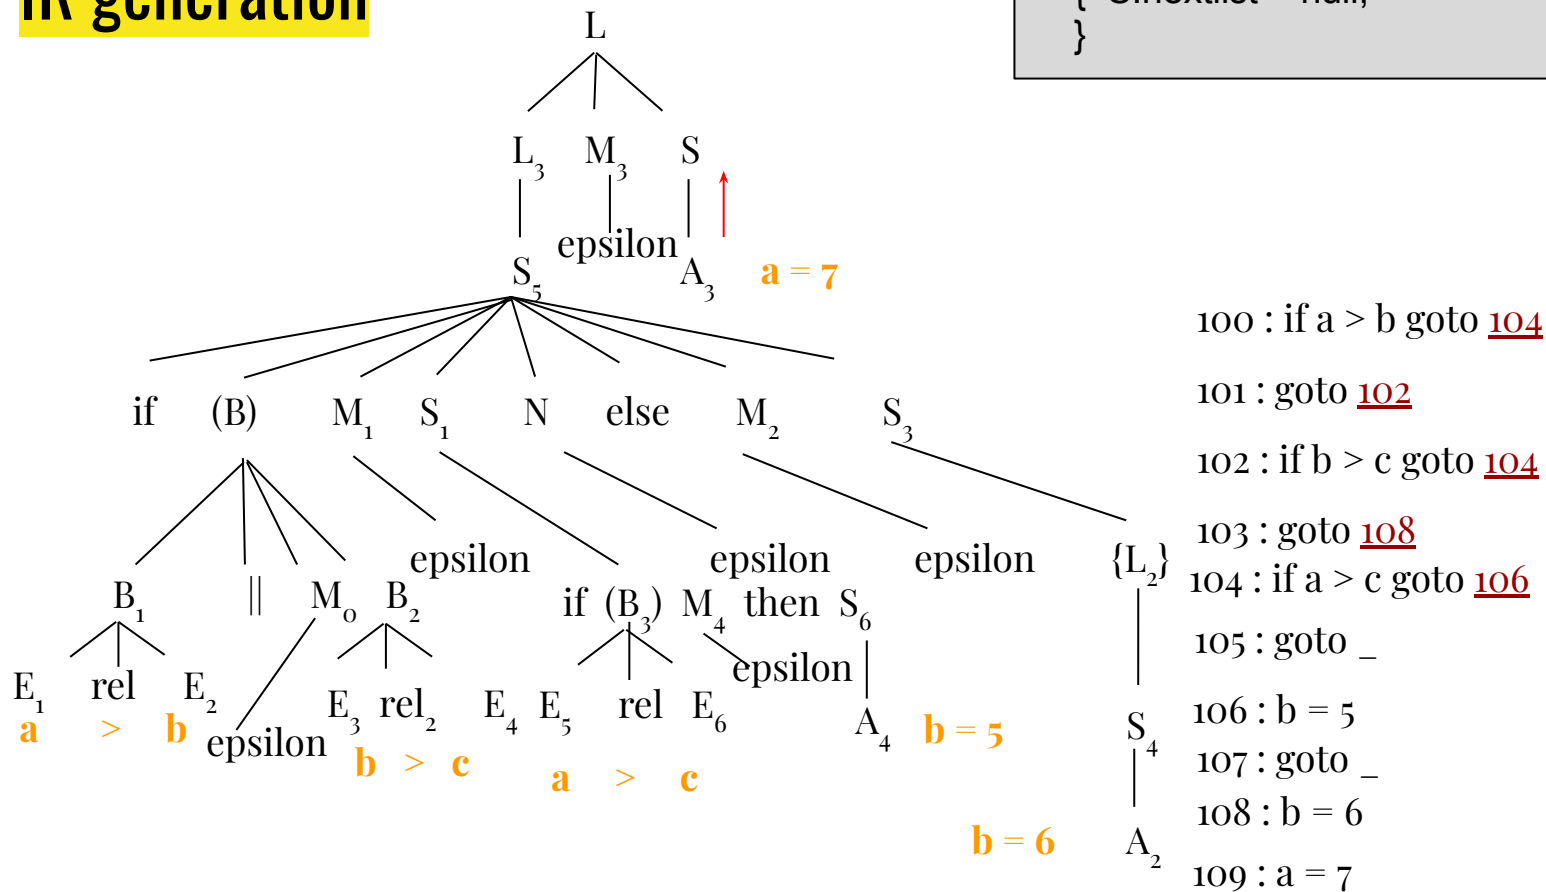 IR generation
{ S.nextlist = null;
}
L
L3 M3 S
epsilon
S5 A3 a = 7
if (B) M1 S1 N else M2 S3
epsilon epsilon epsilon {L2}
B1 || M0 B2 if (B3) M4 then S6
epsilon
E1 rel E2 E3 rel2 E4 E5 rel E6
a > b epsilon A4 b = 5 S4
b > c a > c
b = 6 A2
100 : if a > b goto 104
101 : goto 102
102 : if b > c goto 104
103 : goto 108
104 : if a > c goto 106
105 : goto _
106 : b = 5
107 : goto _
108 : b = 6
109 : a = 7